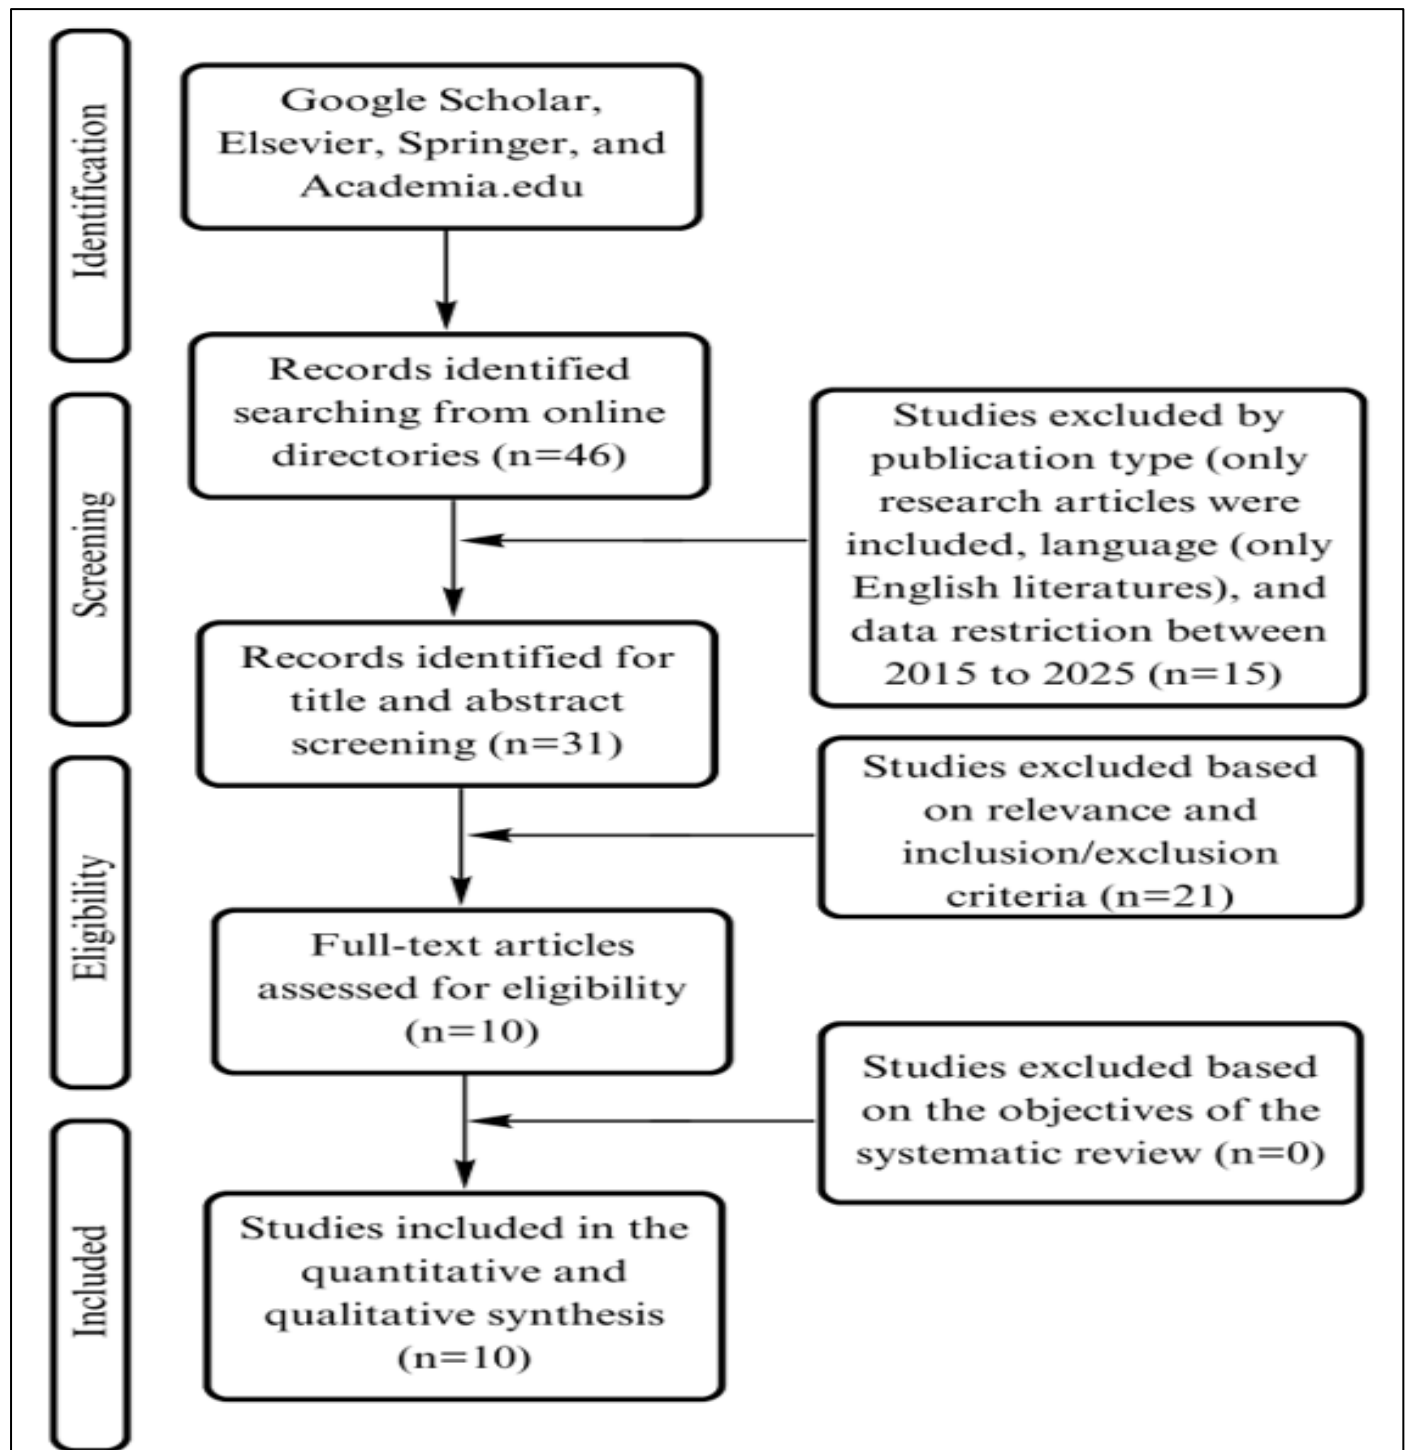 Identification
Google Scholar,
Elsevier, Springer, and
Academia.edu
Records identified
searching from online
directories (n=46)
Screening
Studies excluded by
publication type (only
research articles were
included, language (only
English literatures), and
data restriction between
2015 to 2025 (n=15)
Records identified for
title and abstract
screening (n=31)
Eligibility
Studies excluded based
on relevance and
inclusion/exclusion
criteria (n=21)
Full-text articles
assessed for eligibility
(n=10)
Studies excluded based
on the objectives of the
systematic review (n=0)
Included
Studies included in the
quantitative and
qualitative synthesis
(n=10)